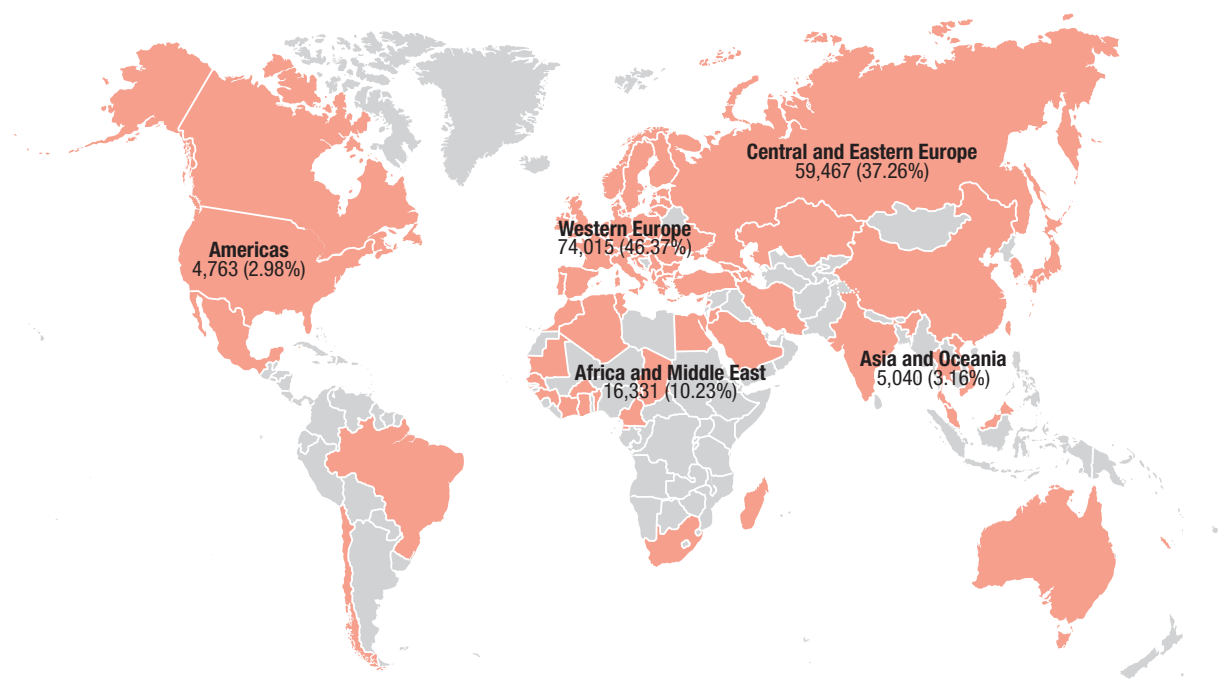 Central and Eastern Europe
59,467 (37.26%)
Western Europe
74,015 (46.37%)
Americas
4,763 (2.98%)
Asia and Oceania
5,040 (3.16%)
Africa and Middle East
16,331 (10.23%)